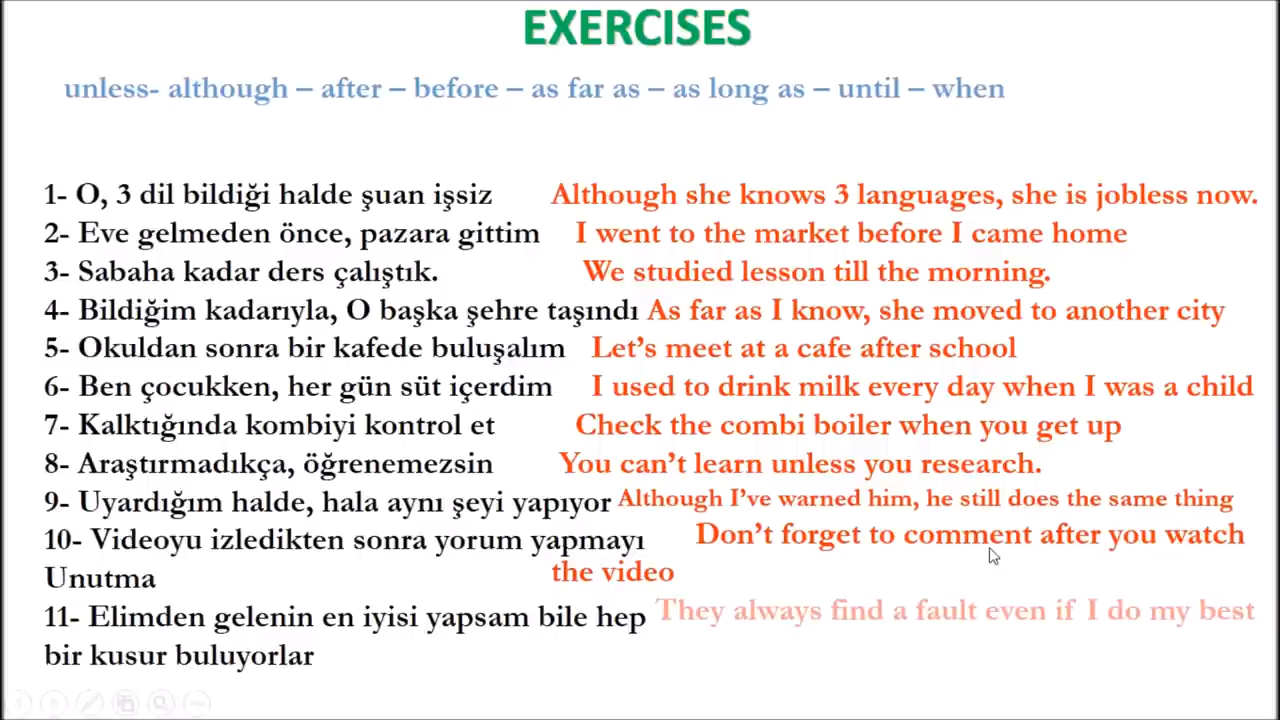 EXERCISES
unless- although – after – before – as far as – as long as – until – when
1- O, 3 dil bildiği halde şuan işsiz Although she knows 3 languages, she is jobless now.
2- Eve gelmeden önce, pazara gittim I went to the market before I came home
3- Sabaha kadar ders çalıştık. We studied lesson till the morning.
4- Bildiğim kadarıyla, O başka şehre taşındı As far as I know, she moved to another city
5- Okuldan sonra bir kafede buluşalım Let's meet at a cafe after school
6- Ben çocukken, her gün süt içerdim I used to drink milk every day when I was a child
7- Kalktığında kombiyi kontrol et Check the combi boiler when you get up
8- Araştırmadıkça, öğrenemezsin You can't learn unless you research.
9- Uyardığım halde, hala aynı şeyi yapıyor Although I've warned him, he still does the same thing
10- Videoyu izledikten sonra yorum yapmayı Don't forget to comment after you watch
Unutma the video
11- Elimden gelenin en iyisi yapsam bile hep They always find a fault even if I do my best
bir kusur buluyorlar